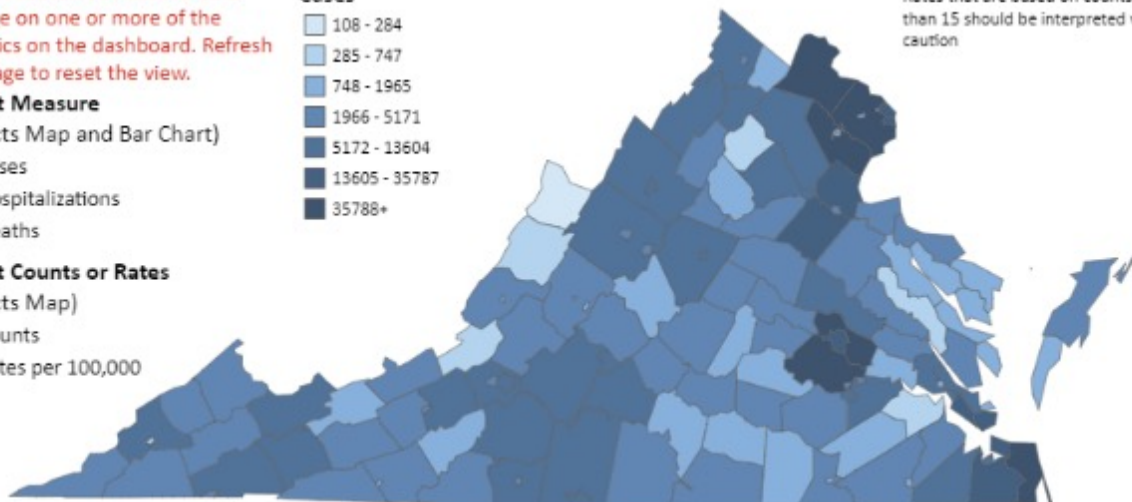 e on one or more of the
ics on the dashboard. Refresh
ge to reset the view.
t Measure
ts Map and Bar Chart)
ses
spitalizations
aths
t Counts or Rates
ts Map)
unts
tes per 100,000
108 - 284
285 - 747
748 - 1965
1966 - 5171
5172 - 13604
13605 - 35787
35788+
than 15 should be interpreted
caution